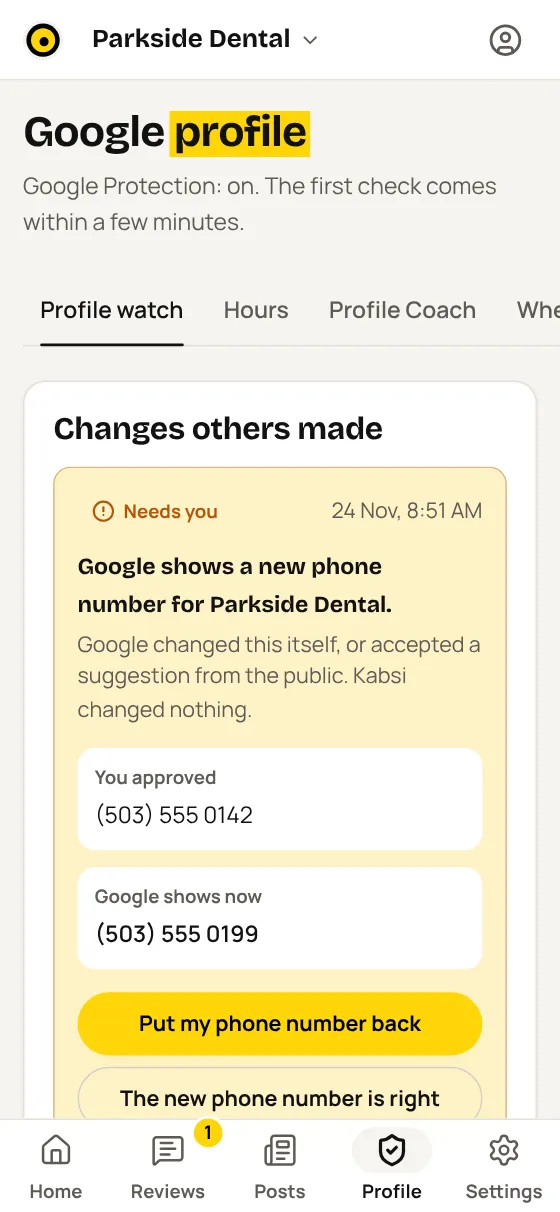 Parkside Dental
Google profile
Google Protection: on. The first check comes
within a few minutes.
Profile watch
Hours
Profile Coach
Whe
Changes others made
Needs you
24 Nov, 8:51 AM
Google shows a new phone
number for Parkside Dental.
Google changed this itself, or accepted a
suggestion from the public. Kabsi
changed nothing.
You approved
(503) 555 0142
Google shows now
(503) 555 0199
Put my phone number back
The new phone number is right
1
Home
Reviews
Posts
Profile
Settings